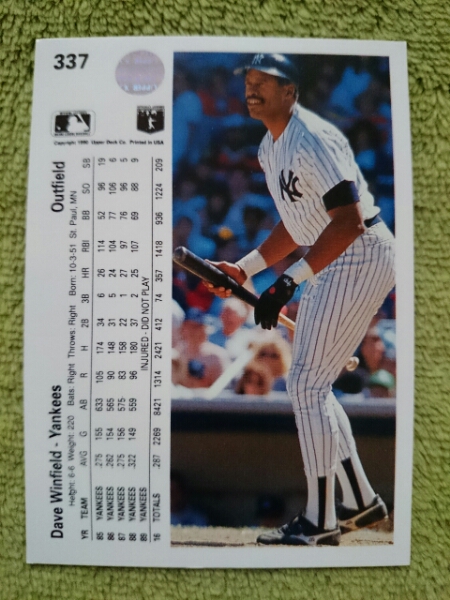 337
Copyright 1990 Upper Deck Co. Printed in USA
Dave Winfield - Yankees Outfield
Height: 6-6 Weight: 220 Bats: Right Throws: Right Born: 10-3-51 St. Paul, MN
YR TEAM AVG G AB R H 2B 3B HR RBI BB SO SB
85 YANKEES .275 155 633 105 174 34 6 26 114 52 96 19
86 YANKEES .262 154 565 90 148 31 5 24 104 77 106 6
87 YANKEES .275 156 575 83 158 22 1 27 97 76 96 5
88 YANKEES .322 149 559 96 180 37 2 25 107 69 88 9
89 YANKEES INJURED - DID NOT PLAY
16 TOTALS .287 2269 8421 1314 2421 412 74 357 1418 936 1224 209
NY